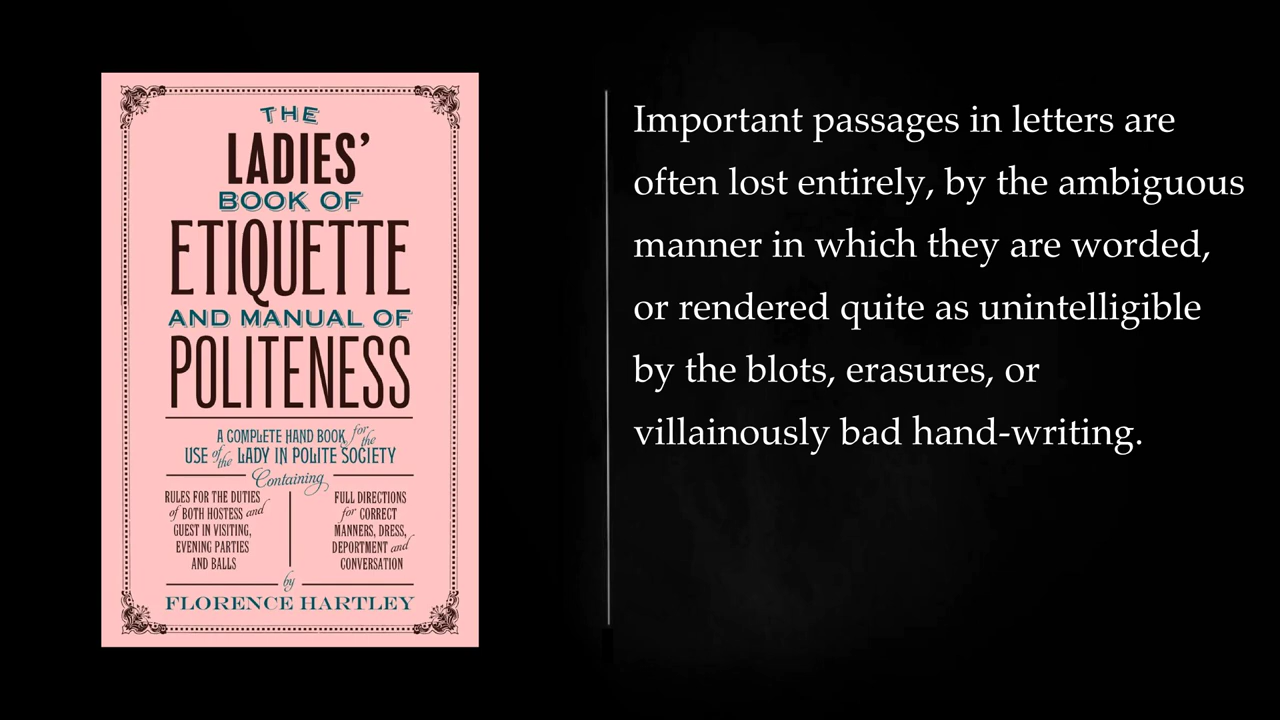 THE
LADIES'
BOOK OF
ETIQUETTE
AND MANUAL OF
POLITENESS
A COMPLETE HAND BOOK for the
USE of the LADY IN POLITE SOCIETY
Containing
RULES FOR THE DUTIES
of BOTH HOSTESS and
GUEST IN VISITING,
EVENING PARTIES
AND BALLS
FULL DIRECTIONS
for CORRECT
MANNERS, DRESS,
DEPORTMENT and
CONVERSATION
by
FLORENCE HARTLEY
Important passages in letters are
often lost entirely, by the ambiguous
manner in which they are worded,
or rendered quite as unintelligible
by the blots, erasures, or
villainously bad hand-writing.